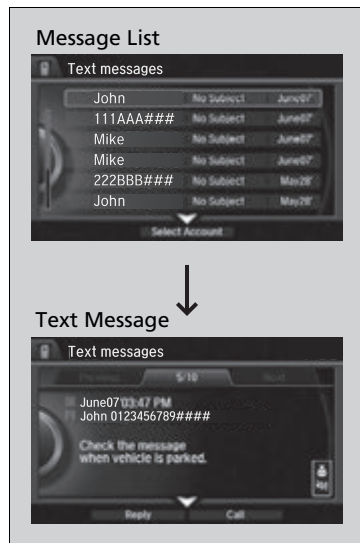 Message List
Text messages
John No Subject June07'
111AAA### No Subject June07'
Mike No Subject June07'
Mike No Subject June07'
222BBB### No Subject May28'
John No Subject May28'
Select Account
Text Message
Text messages
Previous 5/10 Next
June07'03:47 PM
John 0123456789####
Check the message
when vehicle is parked.
Reply Call